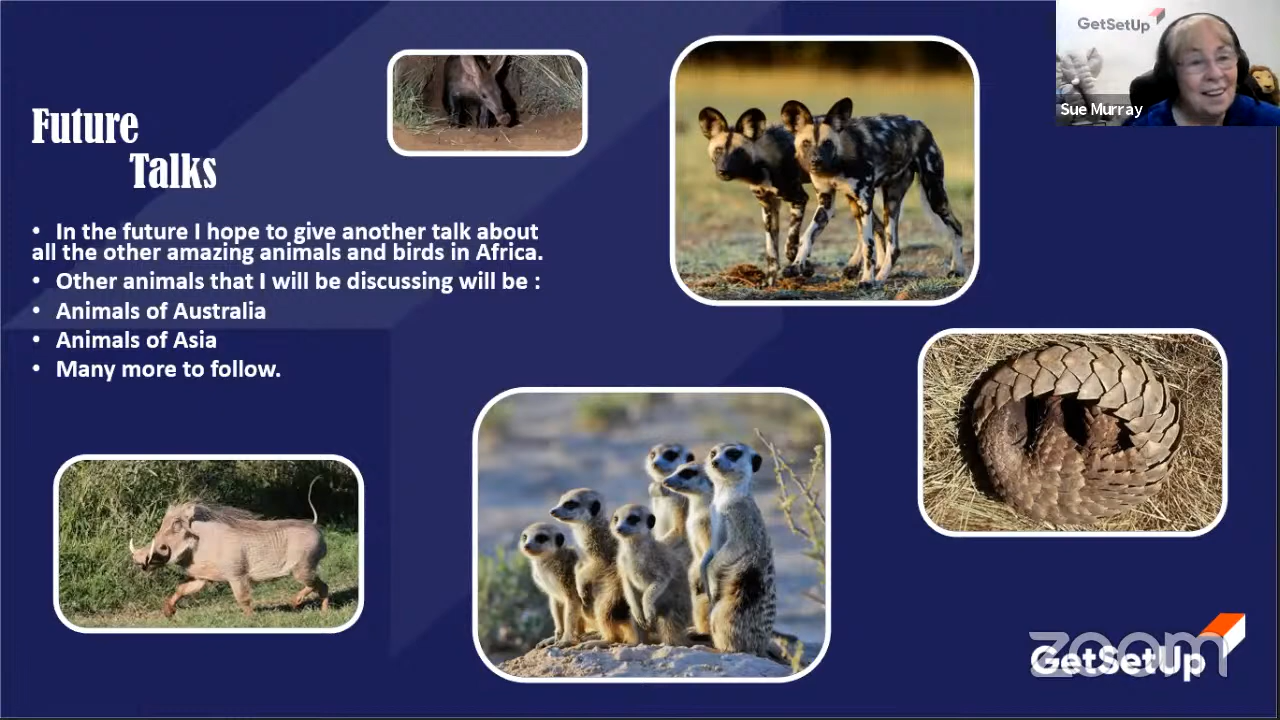 Future
Talks
• In the future I hope to give another talk about
all the other amazing animals and birds in Africa.
• Other animals that I will be discussing will be :
• Animals of Australia
• Animals of Asia
• Many more to follow.
GetSetUp
Sue Murray
zoom
GetSetUp